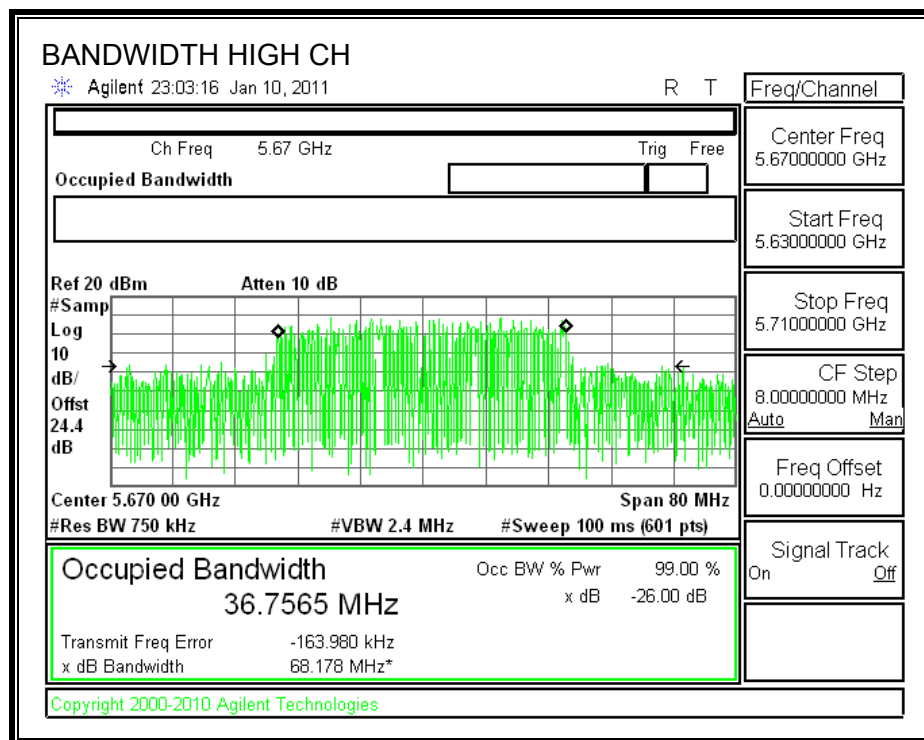 BANDWIDTH HIGH CH
Agilent 23:03:16 Jan 10, 2011 R T
Freq/Channel
Ch Freq 5.67 GHz Trig Free
Occupied Bandwidth
Center Freq
5.67000000 GHz
Start Freq
5.63000000 GHz
Stop Freq
5.71000000 GHz
CF Step
8.00000000 MHz
Auto Man
Freq Offset
0.00000000 Hz
Signal Track
On Off
Ref 20 dBm Atten 10 dB
#Samp
Log
10
dB/
Offst
24.4
dB
Center 5.670 00 GHz Span 80 MHz
#Res BW 750 kHz #VBW 2.4 MHz #Sweep 100 ms (601 pts)
Occupied Bandwidth Occ BW % Pwr 99.00 %
36.7565 MHz x dB -26.00 dB
Transmit Freq Error -163.980 kHz
x dB Bandwidth 68.178 MHz*
Copyright 2000-2010 Agilent Technologies